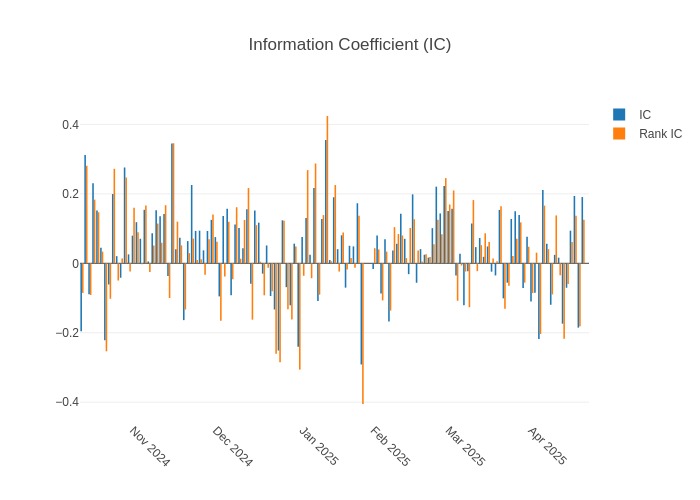 Information Coefficient (IC)
IC
Rank IC
0.4
0.2
0
−0.2
−0.4
Nov 2024
Dec 2024
Jan 2025
Feb 2025
Mar 2025
Apr 2025